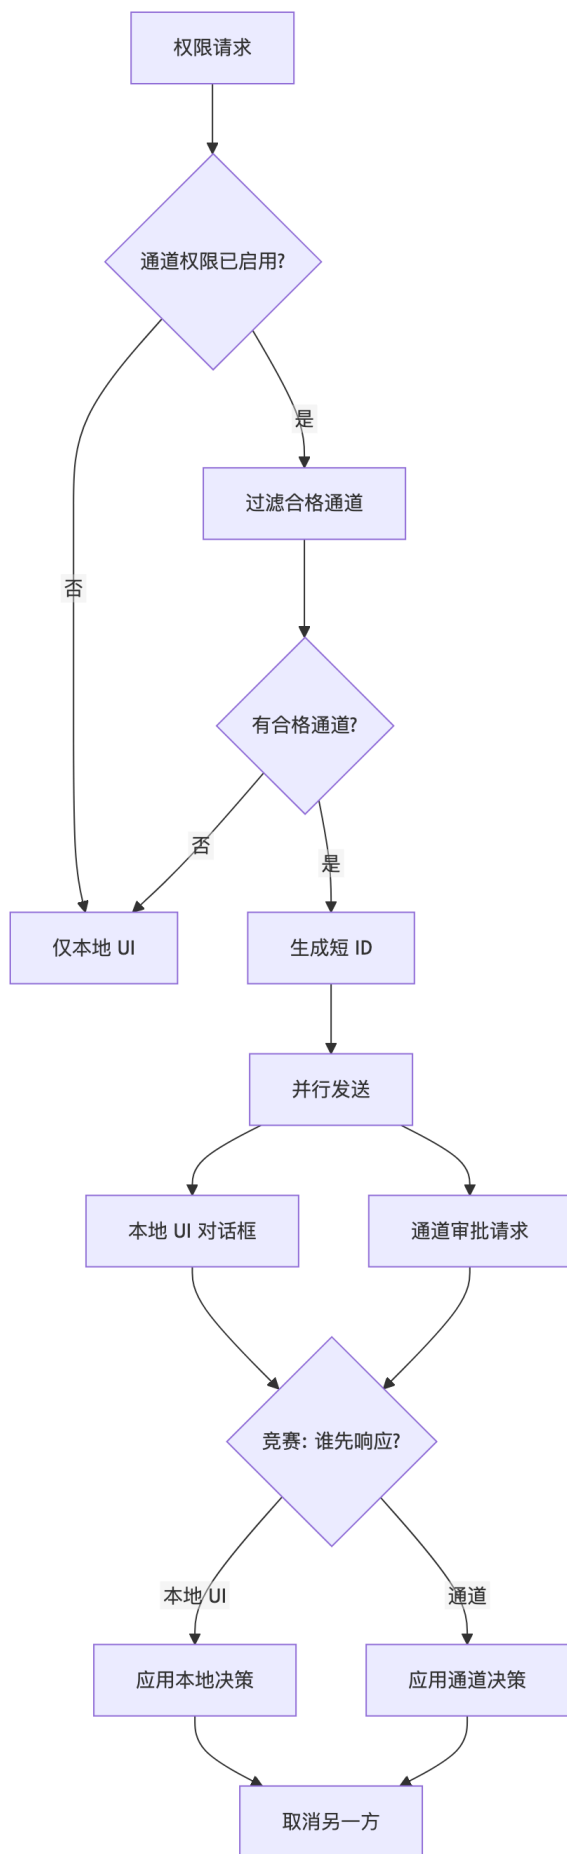 权限请求
通道权限已启用?
是
过滤合格通道
否
有合格通道?
否
是
仅本地 UI
生成短 ID
并行发送
本地 UI 对话框
通道审批请求
竞赛: 谁先响应?
本地 UI
通道
应用本地决策
应用通道决策
取消另一方